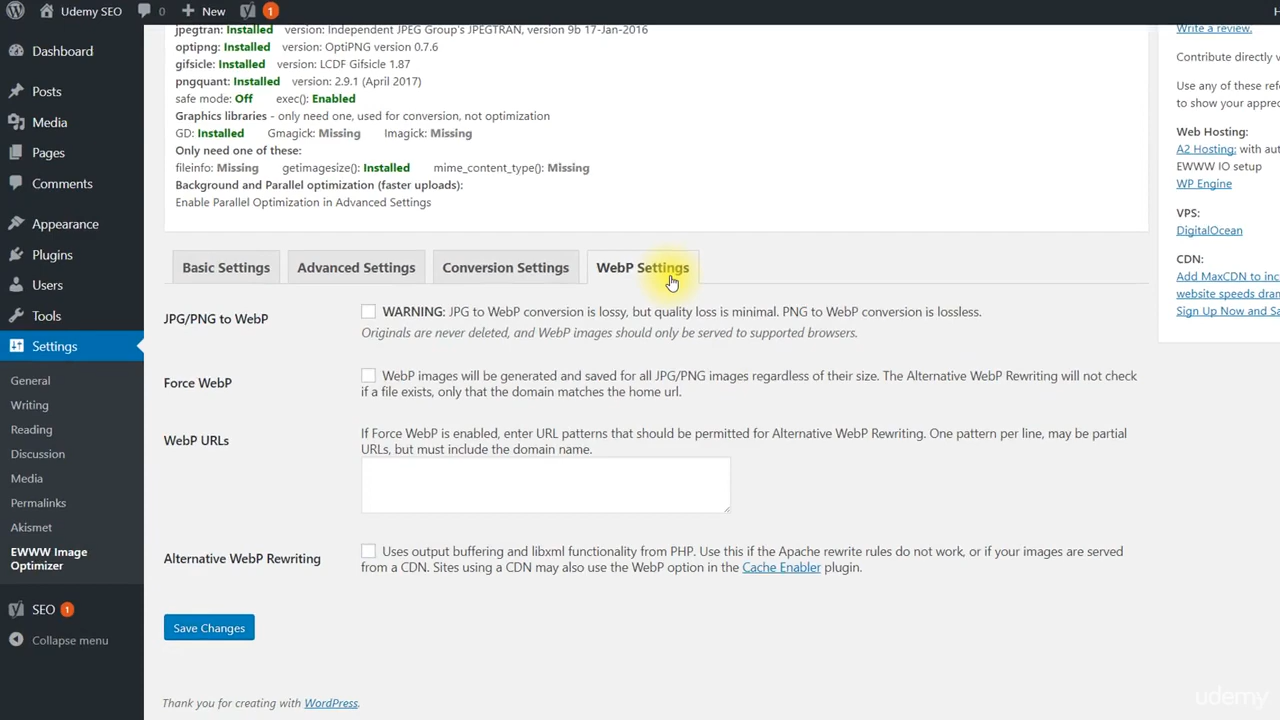 Udemy SEO 0 New 1
Dashboard
Posts
Media
Pages
Comments
Appearance
Plugins
Users
Tools
Settings
General
Writing
Reading
Discussion
Media
Permalinks
Akismet
EWWW Image
Optimizer
SEO 1
Collapse menu
jpegtran: Installed version: Independent JPEG Group's JPEGTRAN, version 9b 17-Jan-2016
optipng: Installed version: OptiPNG version 0.7.6
gifsicle: Installed version: LCDF Gifsicle 1.87
pngquant: Installed version: 2.9.1 (April 2017)
safe mode: Off exec(): Enabled
Graphics libraries - only need one, used for conversion, not optimization
GD: Installed Gmagick: Missing Imagick: Missing
Only need one of these:
fileinfo: Missing getimagesize(): Installed mime_content_type(): Missing
Background and Parallel optimization (faster uploads):
Enable Parallel Optimization in Advanced Settings
Basic Settings Advanced Settings Conversion Settings WebP Settings
JPG/PNG to WebP
WARNING: JPG to WebP conversion is lossy, but quality loss is minimal. PNG to WebP conversion is lossless.
Originals are never deleted, and WebP images should only be served to supported browsers.
Force WebP
WebP images will be generated and saved for all JPG/PNG images regardless of their size. The Alternative WebP Rewriting will not check
if a file exists, only that the domain matches the home url.
WebP URLs
If Force WebP is enabled, enter URL patterns that should be permitted for Alternative WebP Rewriting. One pattern per line, may be partial
URLs, but must include the domain name.
Alternative WebP Rewriting
Uses output buffering and libxml functionality from PHP. Use this if the Apache rewrite rules do not work, or if your images are served
from a CDN. Sites using a CDN may also use the WebP option in the Cache Enabler plugin.
Save Changes
Thank you for creating with WordPress.
Write a review.
Contribute directly
Use any of these
to show your
Web Hosting:
A2 Hosting: with
EWWW IO setup
WP Engine
VPS:
DigitalOcean
CDN:
Add MaxCDN to
website speeds
Sign Up Now and
udemy